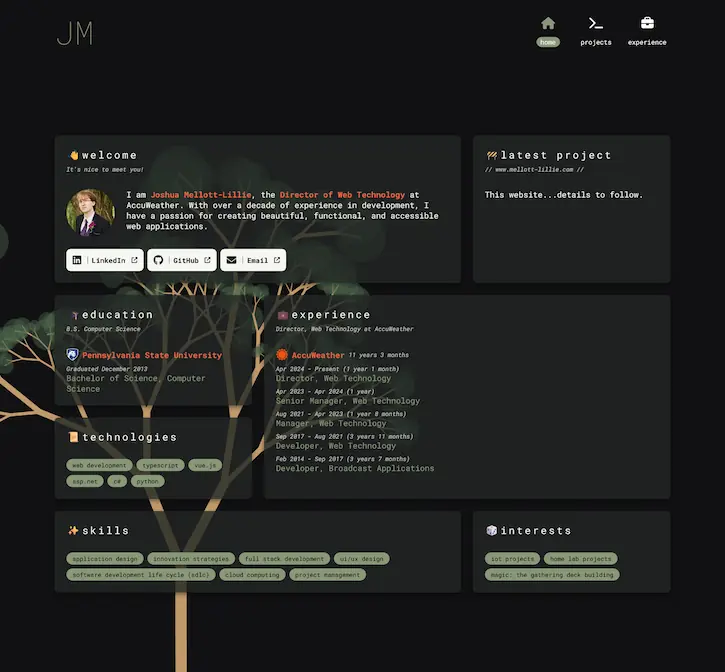 JM
home
projects
experience
welcome
It's nice to meet you!
I am Joshua Mellott-Lillie, the Director of Web Technology at
AccuWeather. With over a decade of experience in development, I
have a passion for creating beautiful, functional, and accessible
web applications.
LinkedIn
GitHub
Email
latest project
// www.mellott-lillie.com //
This website...details to follow.
education
B.S. Computer Science
Pennsylvania State University
Graduated December 2013
Bachelor of Science, Computer
Science
experience
Director, Web Technology at AccuWeather
AccuWeather 11 years 3 months
Apr 2024 - Present (1 year 1 month)
Director, Web Technology
Apr 2023 - Apr 2024 (1 year)
Senior Manager, Web Technology
Aug 2021 - Apr 2023 (1 year 8 months)
Manager, Web Technology
Sep 2017 - Aug 2021 (3 years 11 months)
Developer, Web Technology
Feb 2014 - Sep 2017 (3 years 7 months)
Developer, Broadcast Applications
technologies
web development typescript vue.js
asp.net c# python
skills
application design innovation strategies full stack development ui/ux design
software development life cycle (sdlc) cloud computing project management
interests
iot projects home lab projects
magic: the gathering deck-building